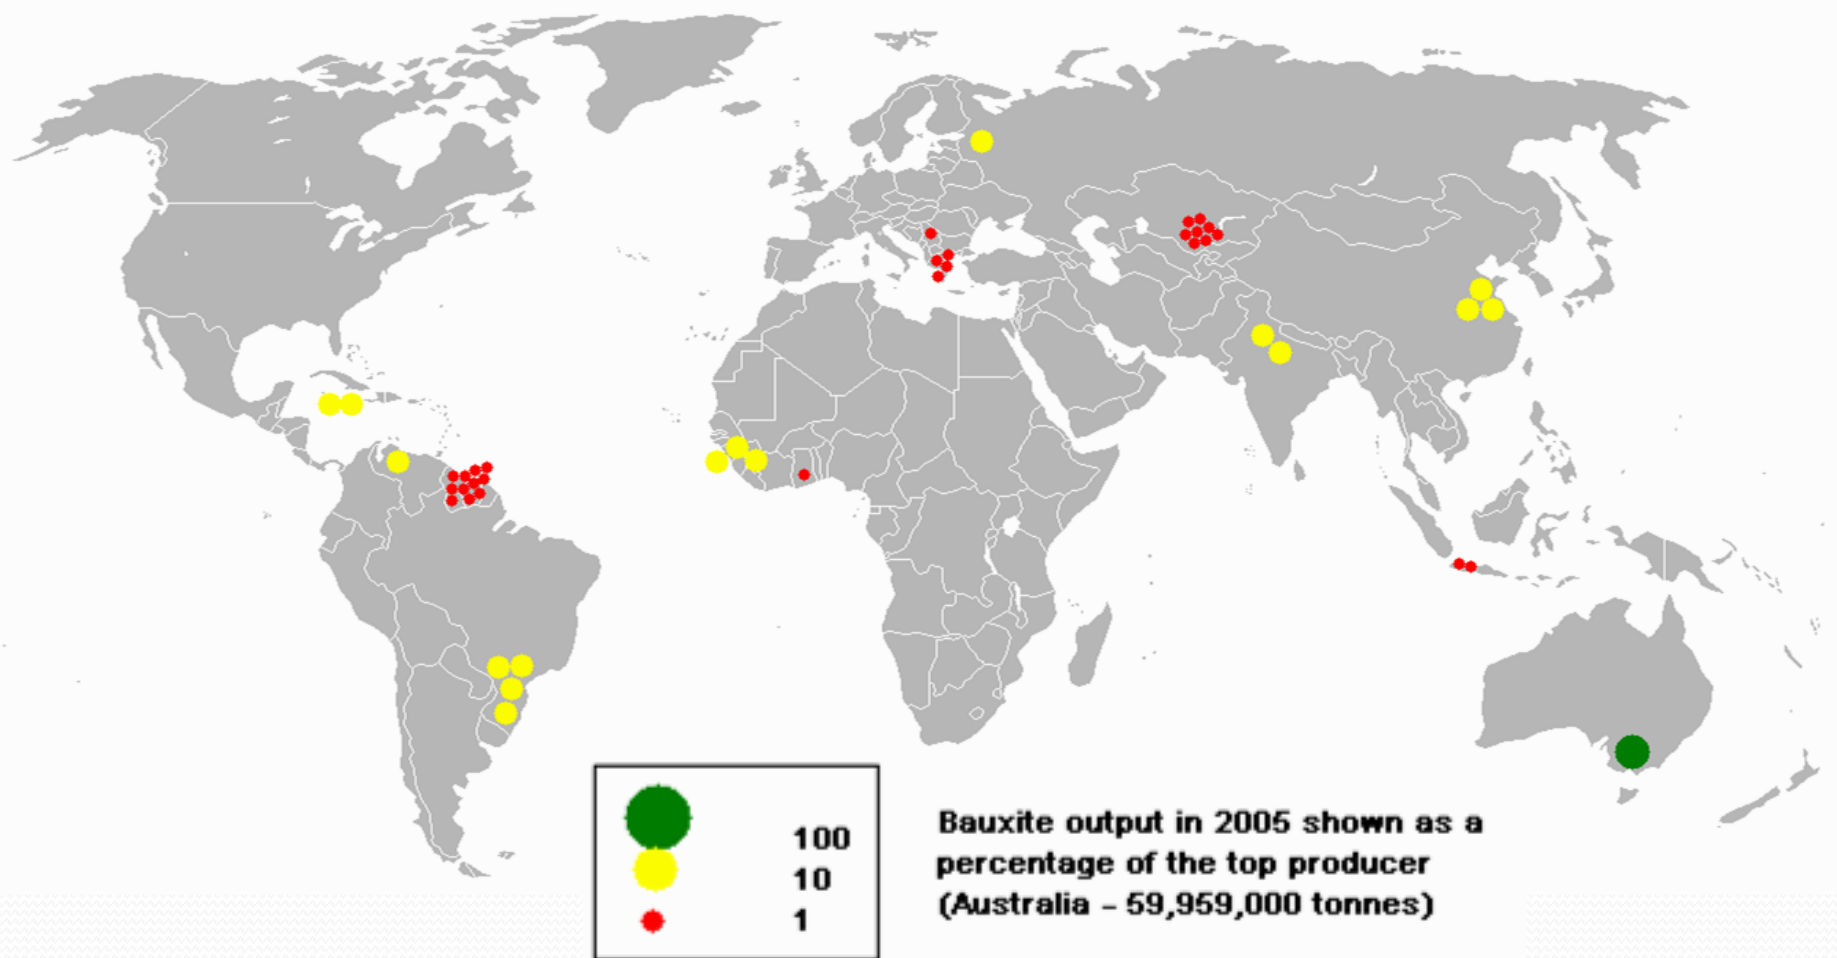 100
10
1
Bauxite output in 2005 shown as a
percentage of the top producer
(Australia - 59,959,000 tonnes)